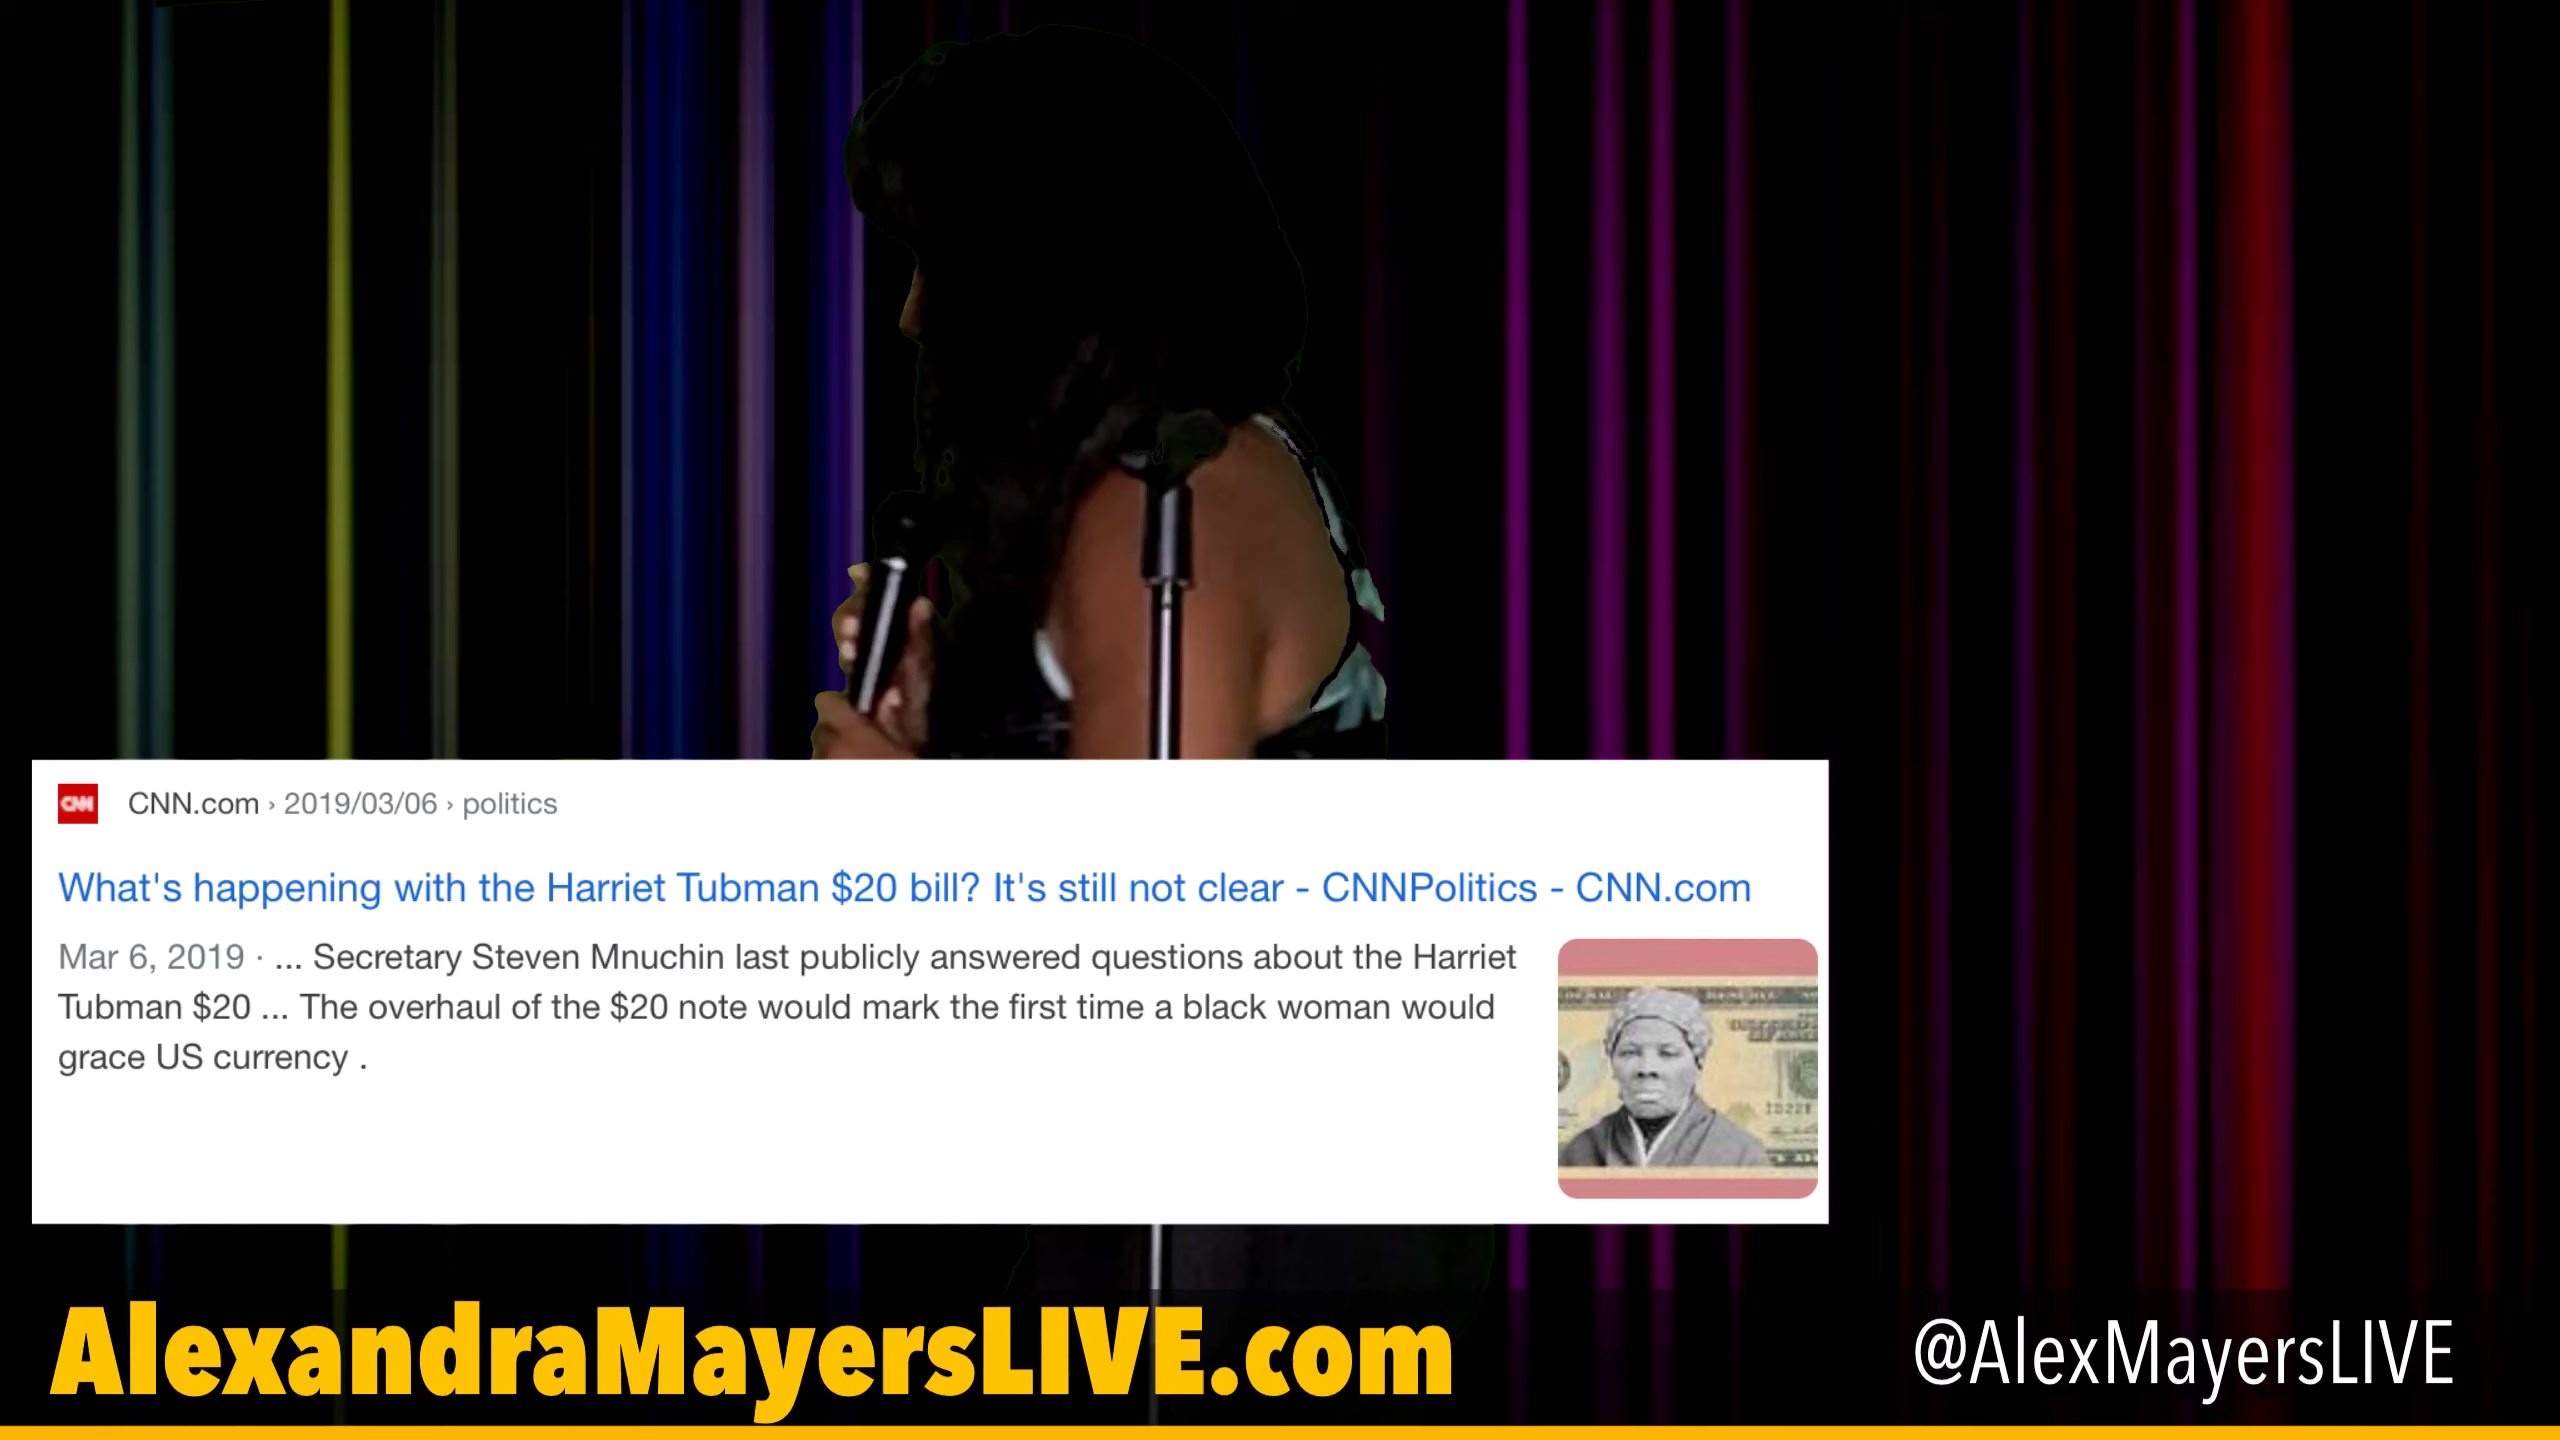 CNN CNN.com › 2019/03/06 › politics
What's happening with the Harriet Tubman $20 bill? It's still not clear - CNNPolitics - CNN.com
Mar 6, 2019 · ... Secretary Steven Mnuchin last publicly answered questions about the Harriet
Tubman $20 ... The overhaul of the $20 note would mark the first time a black woman would
grace US currency .
AlexandraMayersLIVE.com
@AlexMayersLIVE